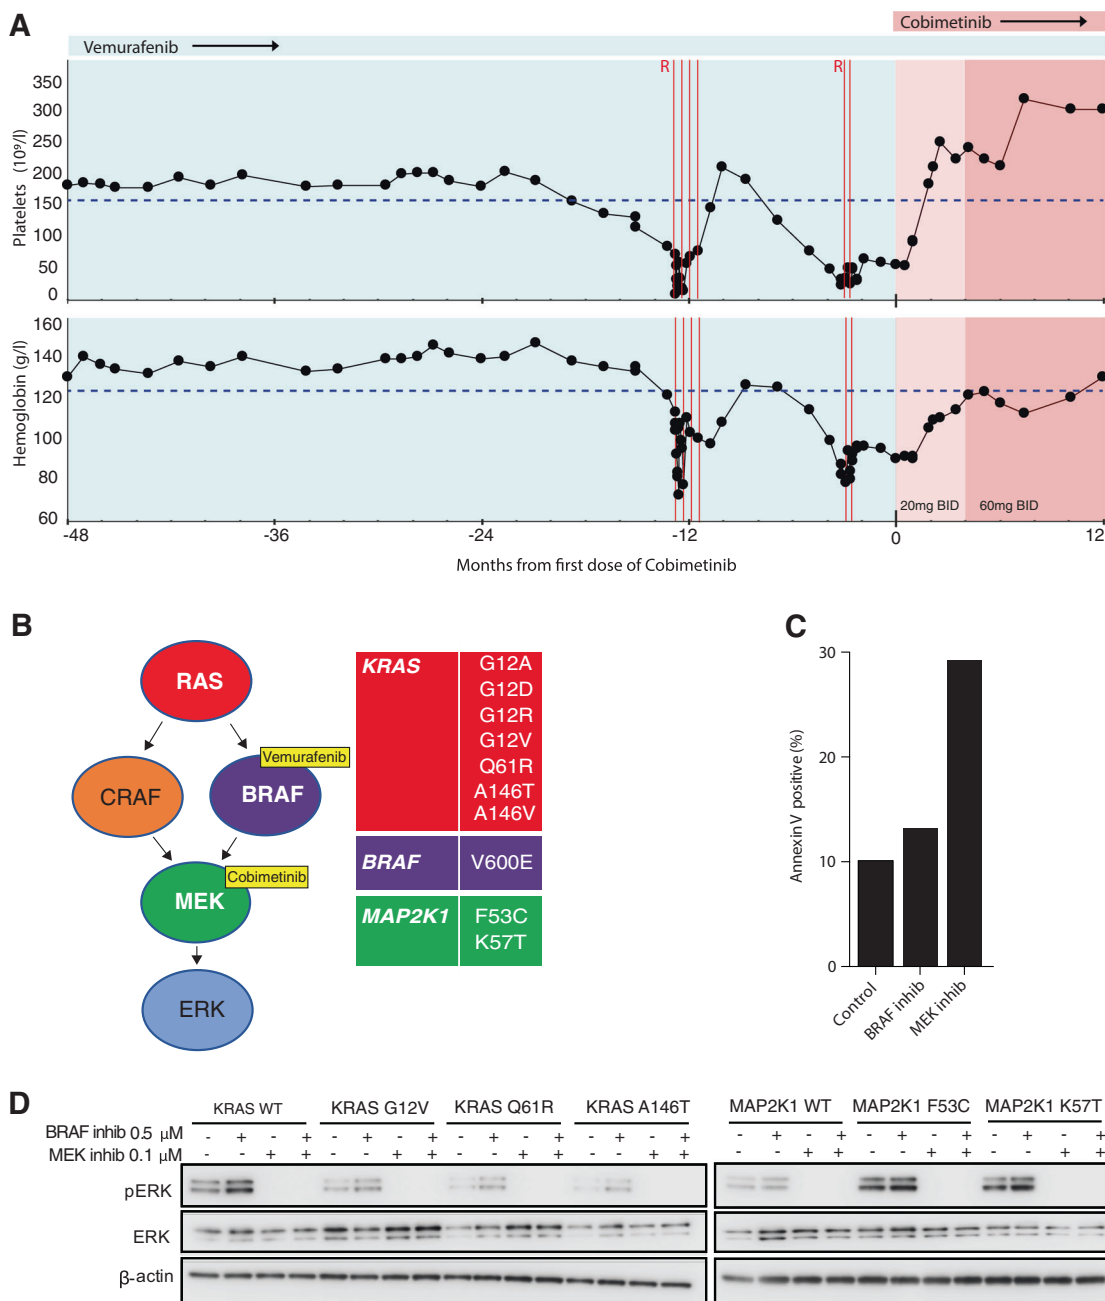 A
Cobimetinib
Vemurafenib
R R
Platelets (10⁹/l)
350
300
250
200
150
100
50
0
Hemoglobin (g/l)
160
140
120
100
80
60
20mg BID 60mg BID
-48 -36 -24 -12 0 12
Months from first dose of Cobimetinib
B
RAS
Vemurafenib
CRAF BRAF
Cobimetinib
MEK
ERK
KRAS G12A
G12D
G12R
G12V
Q61R
A146T
A146V
BRAF V600E
MAP2K1 F53C
K57T
C
Annexin V positive (%)
30
20
10
0
Control BRAF inhib MEK inhib
D
KRAS WT KRAS G12V KRAS Q61R KRAS A146T MAP2K1 WT MAP2K1 F53C MAP2K1 K57T
BRAF inhib 0.5 μM - + - + - + - + - + - + - + - + - + - + - + - + - + - +
MEK inhib 0.1 μM - - + + - - + + - - + + - - + + - - + + - - + + - - + +
pERK
ERK
β-actin